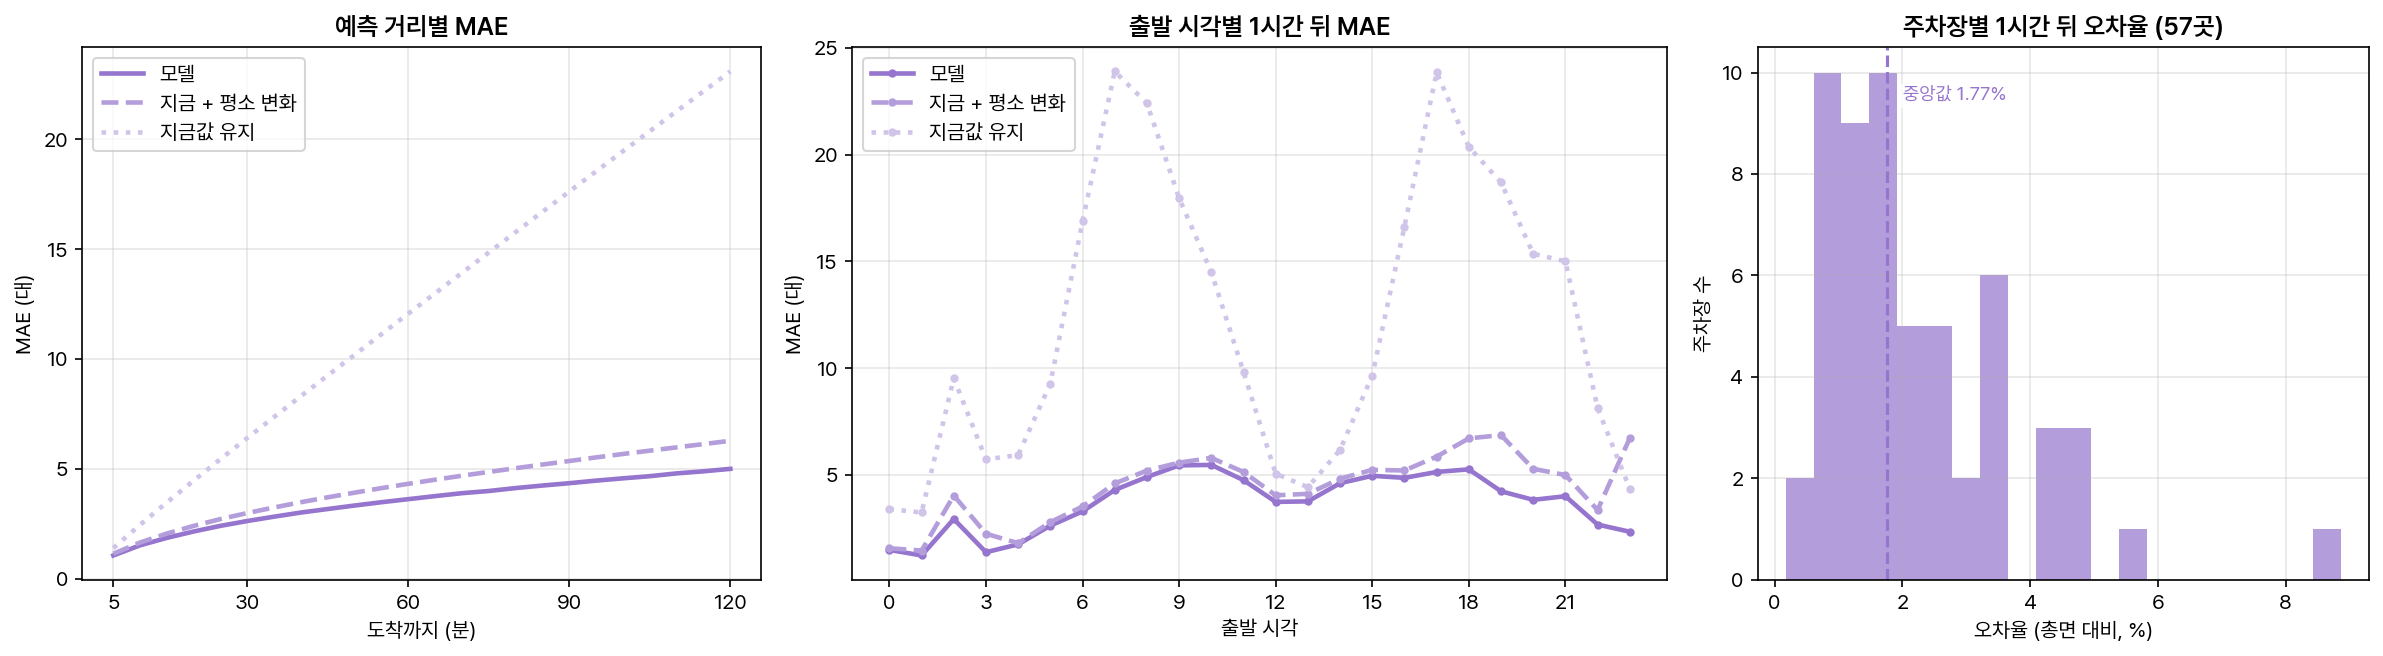 예측 거리별 MAE
모델
지금 + 평소 변화
지금값 유지
MAE (대)
20
15
10
5
0
5 30 60 90 120
도착까지 (분)
출발 시각별 1시간 뒤 MAE
모델
지금 + 평소 변화
지금값 유지
MAE (대)
25
20
15
10
5
0 3 6 9 12 15 18 21
출발 시각
주차장별 1시간 뒤 오차율 (57곳)
중앙값 1.77%
주차장 수
10
8
6
4
2
0
0 2 4 6 8
오차율 (총면 대비, %)